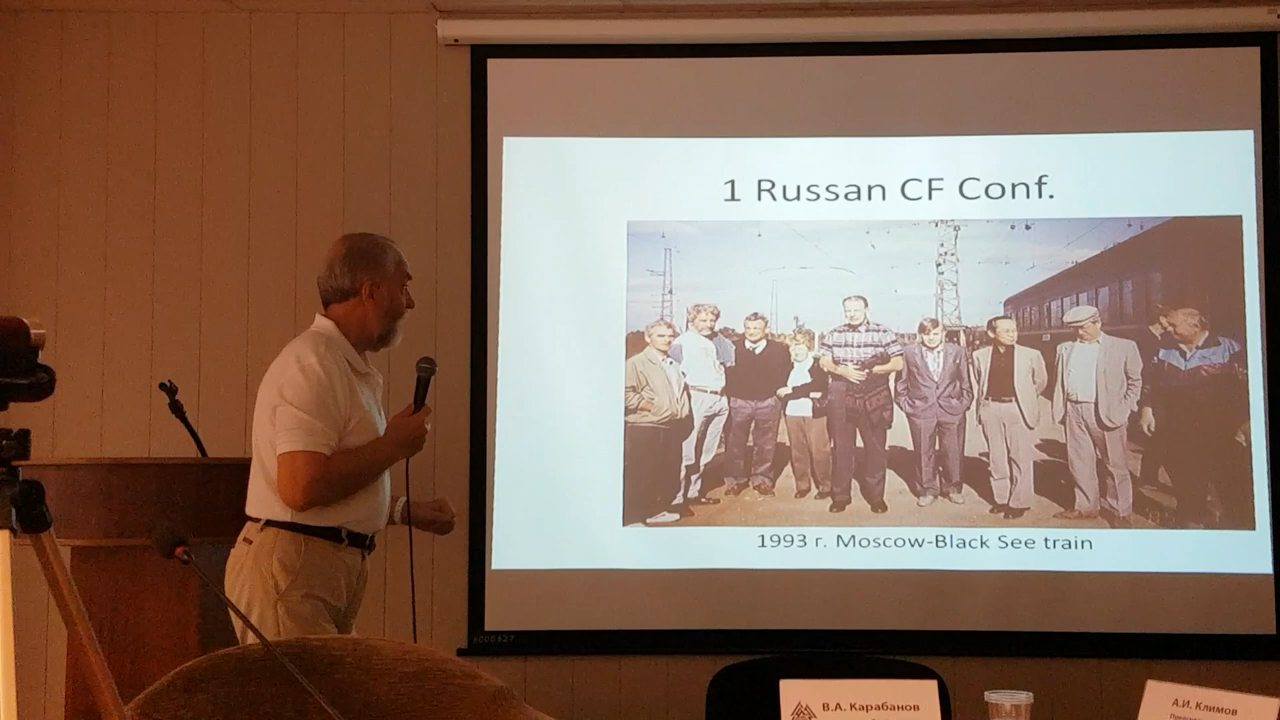 1 Russan CF Conf.
1993 г. Moscow-Black See train
В.А. Карабанов
А.И. Климов